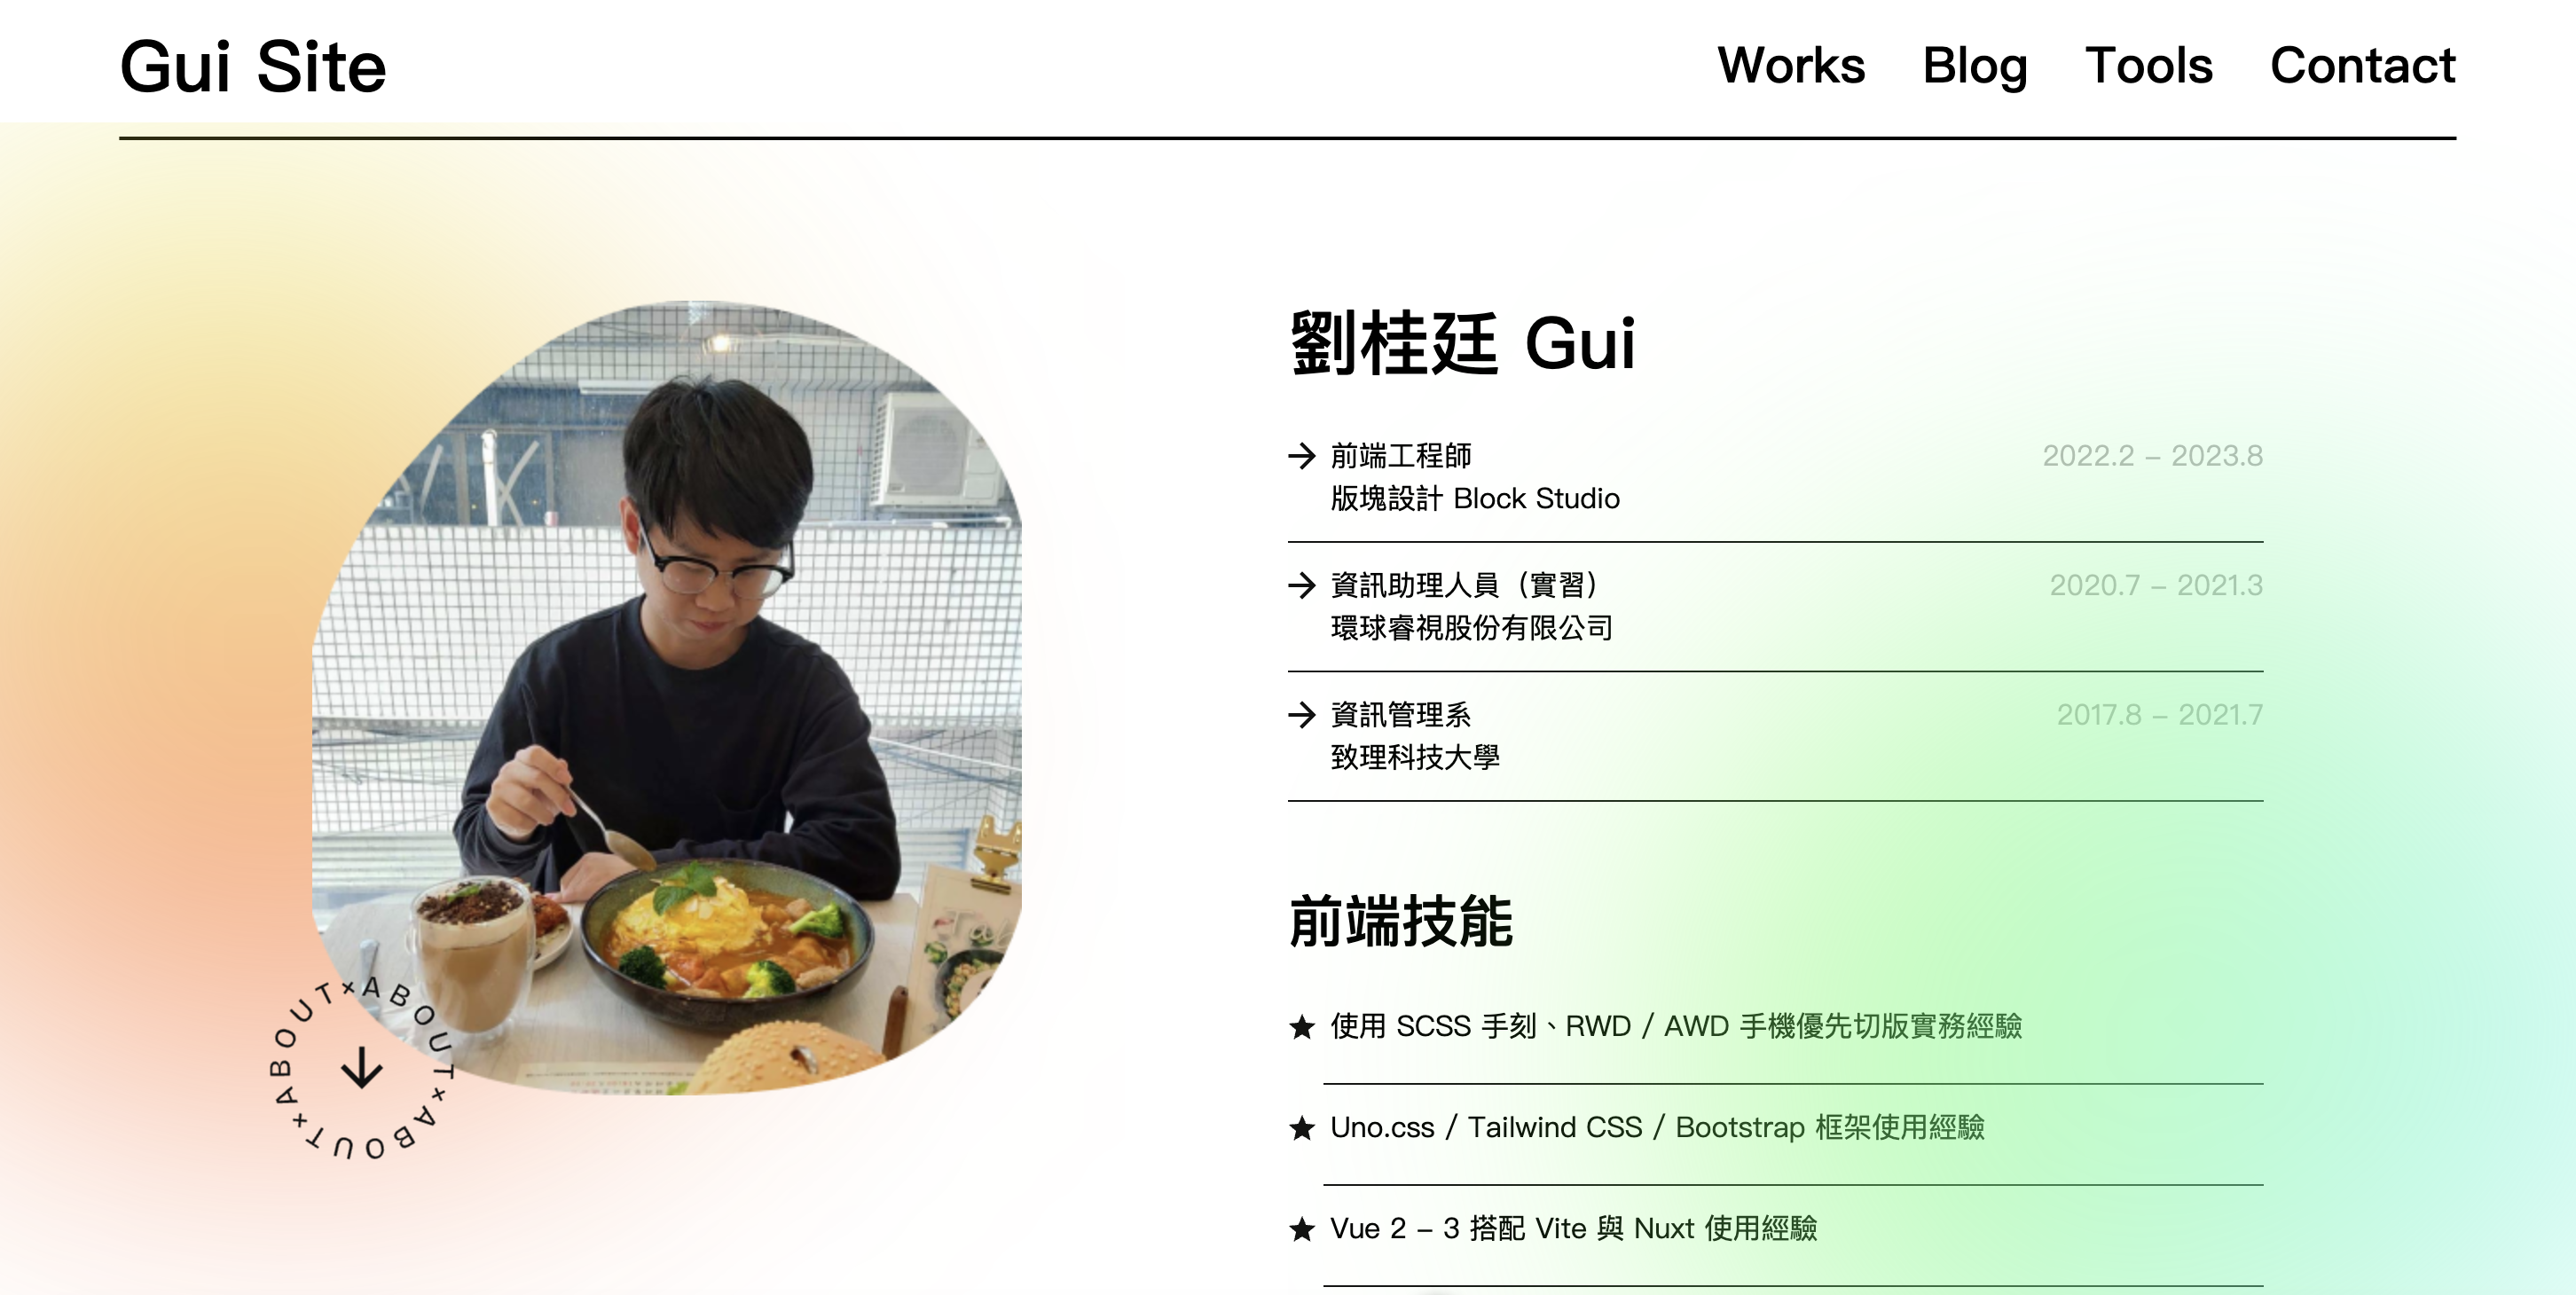 Gui Site
Works Blog Tools Contact
劉桂廷 Gui
前端工程師 2022.2 – 2023.8
版塊設計 Block Studio
資訊助理人員（實習） 2020.7 – 2021.3
環球睿視股份有限公司
資訊管理系 2017.8 – 2021.7
致理科技大學
ABOUT×ABOUT×ABOUT×ABOUT×
前端技能
使用 SCSS 手刻、RWD / AWD 手機優先切版實務經驗
Uno.css / Tailwind CSS / Bootstrap 框架使用經驗
Vue 2 – 3 搭配 Vite 與 Nuxt 使用經驗